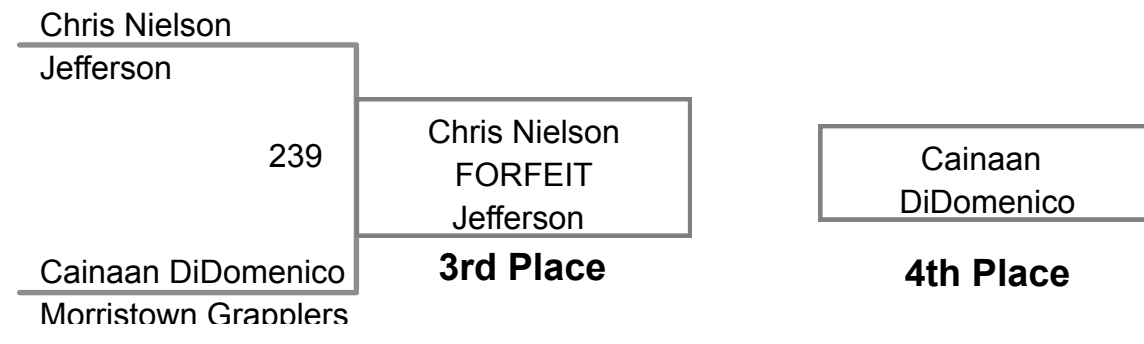 Chris Nielson
Jefferson
239
Cainaan DiDomenico
Morristown Grapplers
Chris Nielson
FORFEIT
Jefferson
3rd Place
Cainaan
DiDomenico
4th Place